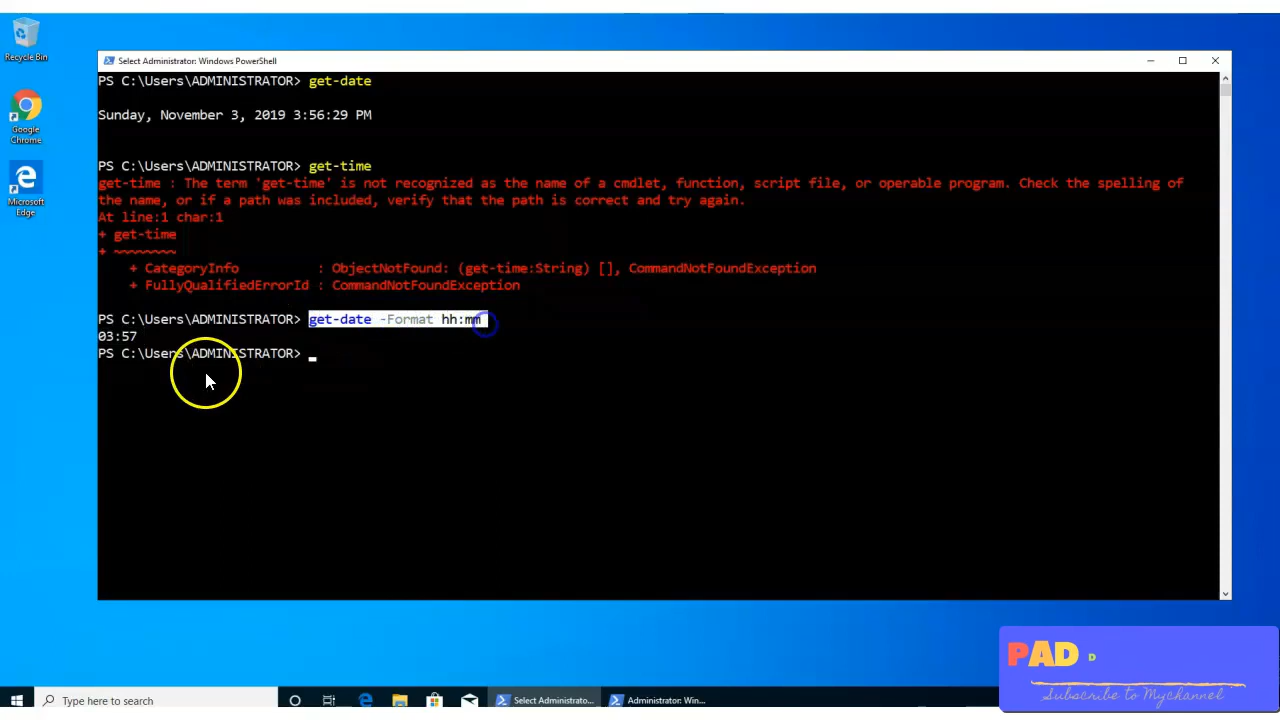 Recycle Bin
Google
Chrome
Microsoft
Edge
Select Administrator: Windows PowerShell
PS C:\Users\ADMINISTRATOR> get-date
Sunday, November 3, 2019 3:56:29 PM
PS C:\Users\ADMINISTRATOR> get-time
get-time : The term 'get-time' is not recognized as the name of a cmdlet, function, script file, or operable program. Check the spelling of
the name, or if a path was included, verify that the path is correct and try again.
At line:1 char:1
+ get-time
+ ~~~~~~~~
+ CategoryInfo : ObjectNotFound: (get-time:String) [], CommandNotFoundException
+ FullyQualifiedErrorId : CommandNotFoundException
PS C:\Users\ADMINISTRATOR> get-date -Format hh:mm
03:57
PS C:\Users\ADMINISTRATOR>
PAD D
Subscribe to Mychannel
Type here to search
Select Administrato...
Administrator: Win...